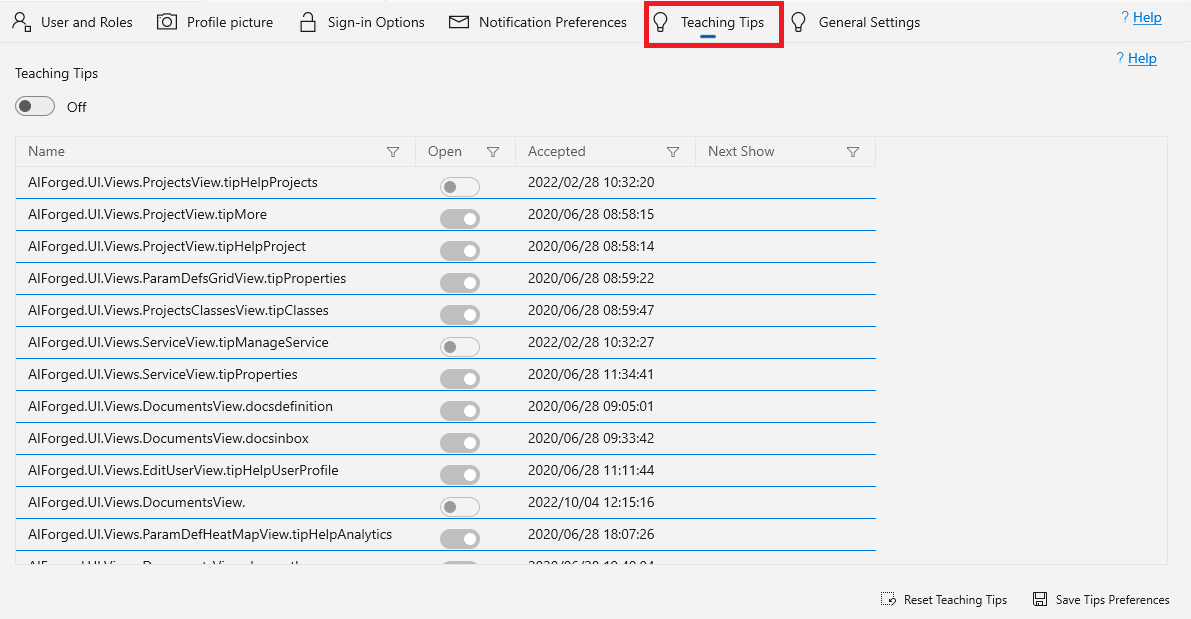 User and Roles Profile picture Sign-in Options Notification Preferences Teaching Tips General Settings ? Help
? Help
Teaching Tips
Off
Name Open Accepted Next Show
AIForged.UI.Views.ProjectsView.tipHelpProjects 2022/02/28 10:32:20
AIForged.UI.Views.ProjectView.tipMore 2020/06/28 08:58:15
AIForged.UI.Views.ProjectView.tipHelpProject 2020/06/28 08:58:14
AIForged.UI.Views.ParamDefsGridView.tipProperties 2020/06/28 08:59:22
AIForged.UI.Views.ProjectsClassesView.tipClasses 2020/06/28 08:59:47
AIForged.UI.Views.ServiceView.tipManageService 2022/02/28 10:32:27
AIForged.UI.Views.ServiceView.tipProperties 2020/06/28 11:34:41
AIForged.UI.Views.DocumentsView.docsdefinition 2020/06/28 09:05:01
AIForged.UI.Views.DocumentsView.docsinbox 2020/06/28 09:33:42
AIForged.UI.Views.EditUserView.tipHelpUserProfile 2020/06/28 11:11:44
AIForged.UI.Views.DocumentsView. 2022/10/04 12:15:16
AIForged.UI.Views.ParamDefHeatMapView.tipHelpAnalytics 2020/06/28 18:07:26
Reset Teaching Tips Save Tips Preferences